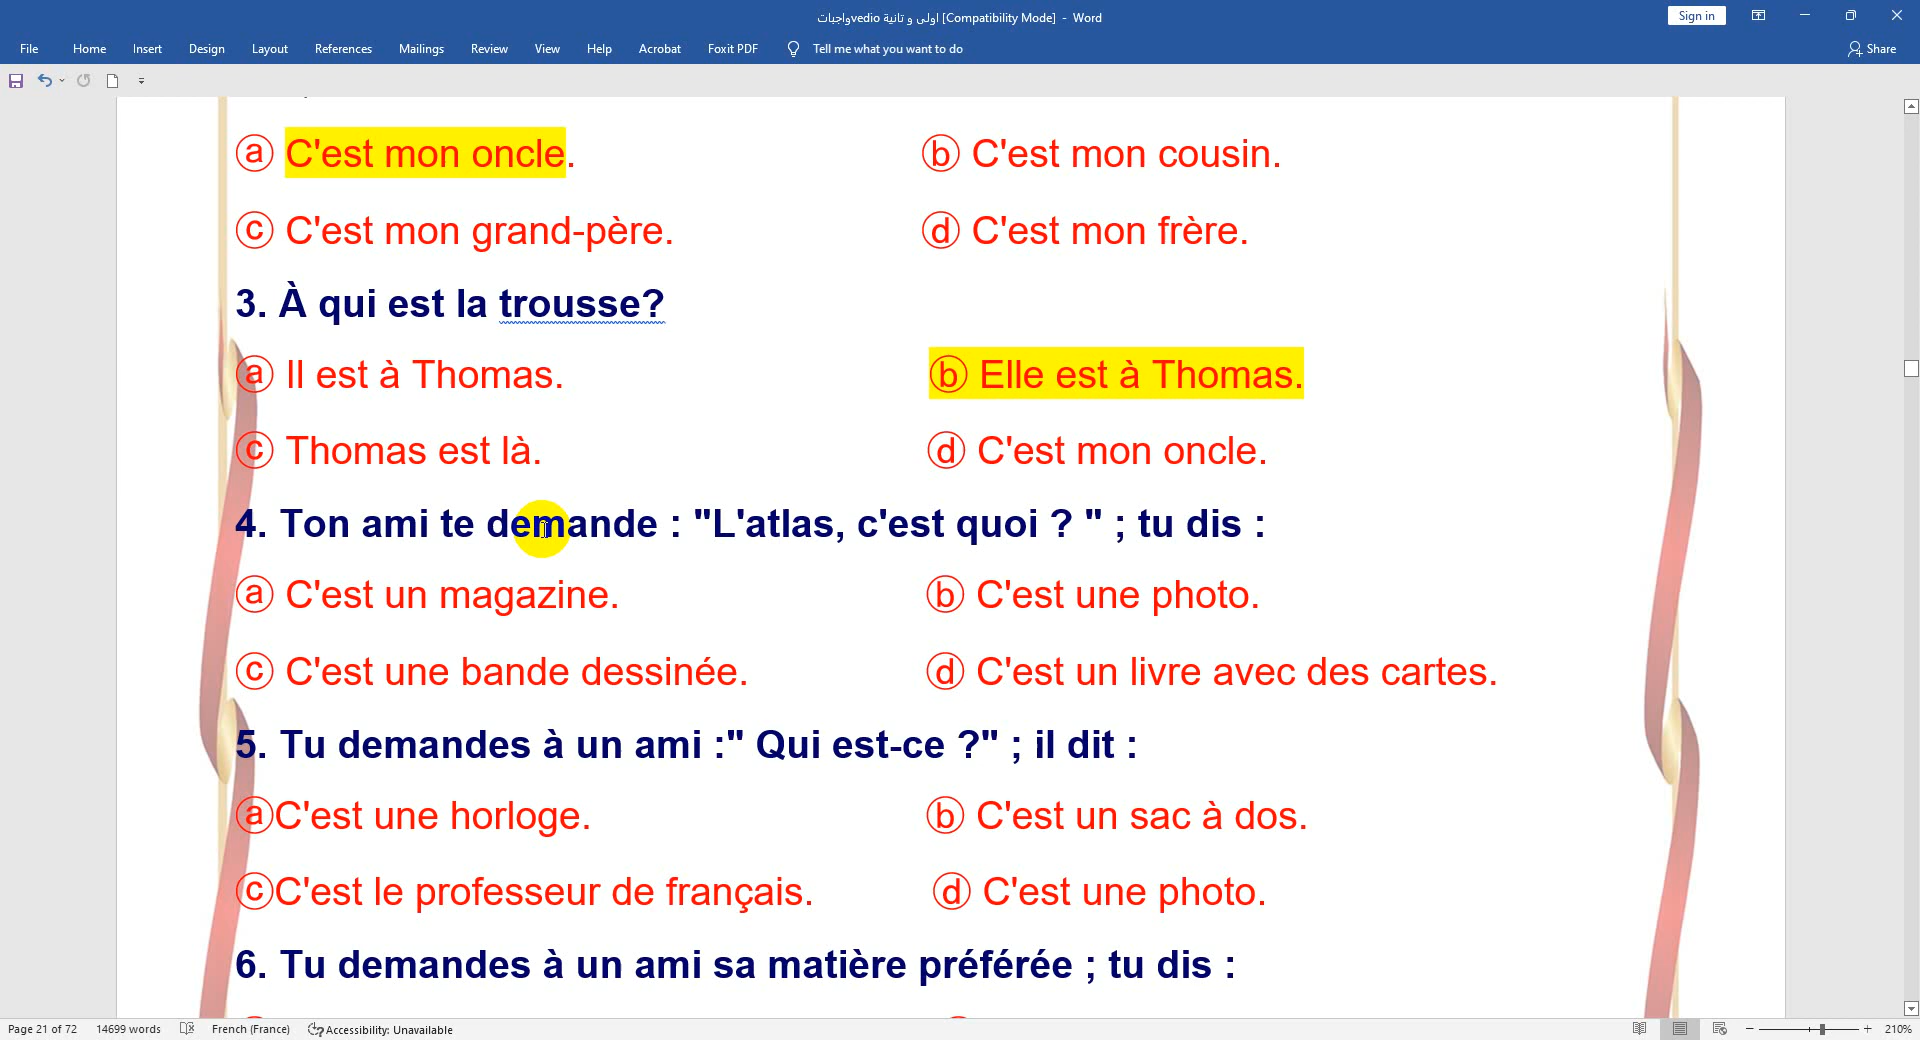 واجباتvedio اولى و تانية [Compatibility Mode] - Word
Sign in
File Home Insert Design Layout References Mailings Review View Help Acrobat Foxit PDF Tell me what you want to do Share
ⓐ C'est mon oncle. ⓑ C'est mon cousin.
ⓒ C'est mon grand-père. ⓓ C'est mon frère.
3. À qui est la trousse?
ⓐ Il est à Thomas. ⓑ Elle est à Thomas.
ⓒ Thomas est là. ⓓ C'est mon oncle.
4. Ton ami te demande : "L'atlas, c'est quoi ? " ; tu dis :
ⓐ C'est un magazine. ⓑ C'est une photo.
ⓒ C'est une bande dessinée. ⓓ C'est un livre avec des cartes.
5. Tu demandes à un ami :" Qui est-ce ?" ; il dit :
ⓐC'est une horloge. ⓑ C'est un sac à dos.
ⓒC'est le professeur de français. ⓓ C'est une photo.
6. Tu demandes à un ami sa matière préférée ; tu dis :
Page 21 of 72 14699 words French (France) Accessibility: Unavailable 210%